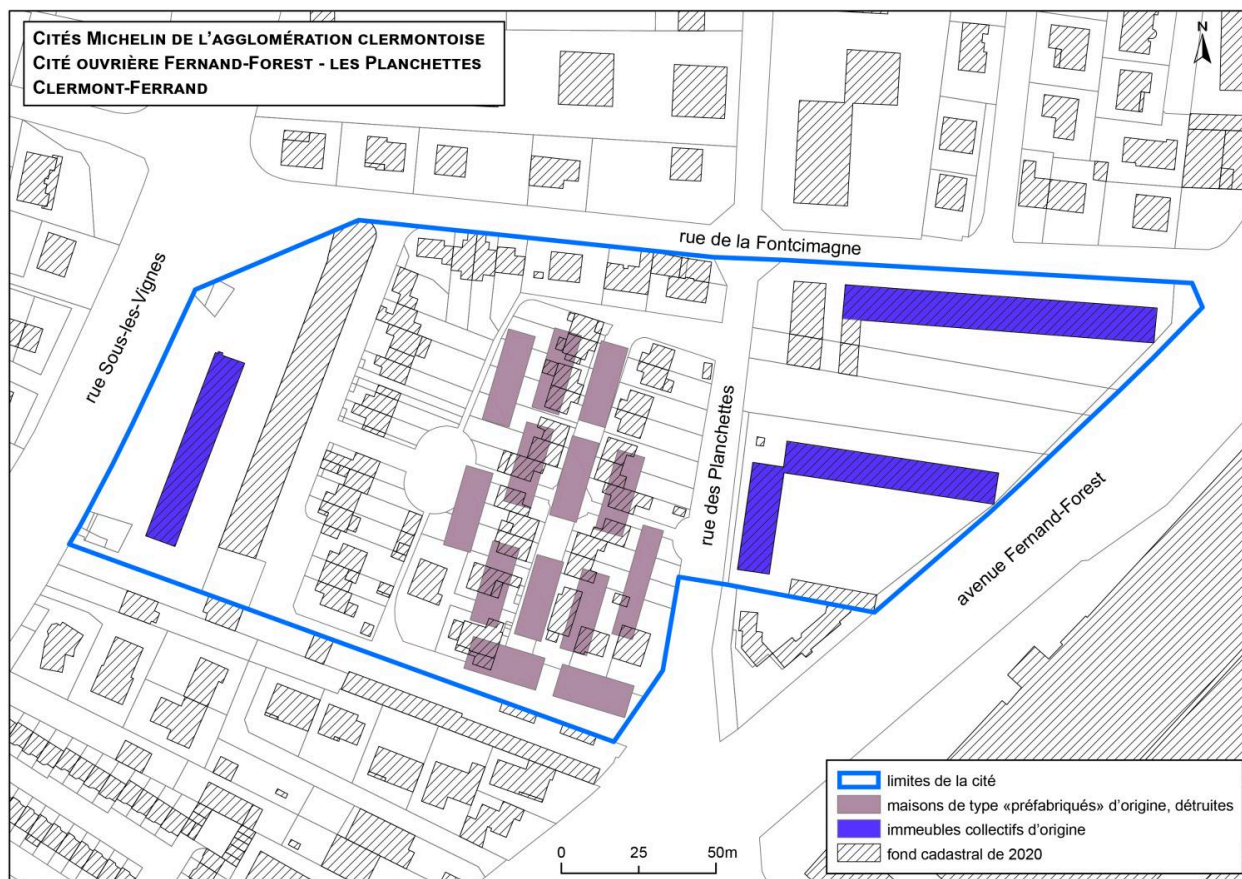 CITÉS MICHELIN DE L'AGGLOMÉRATION CLERMONTOISE
CITÉ OUVRIÈRE FERNAND-FOREST - LES PLANCHETTES
CLERMONT-FERRAND
N
rue de la Fontcimagne
rue Sous-les-Vignes
rue des Planchettes
avenue Fernand-Forest
limites de la cité
maisons de type «préfabriqués» d'origine, détruites
immeubles collectifs d'origine
fond cadastral de 2020
0 25 50m